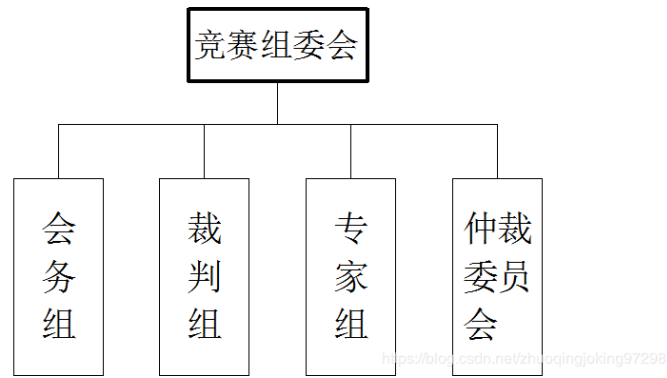 竞赛组委会
会务组
裁判组
专家组
仲裁
委员
会
https://blog.csdn.net/zhuoqingjoking97298